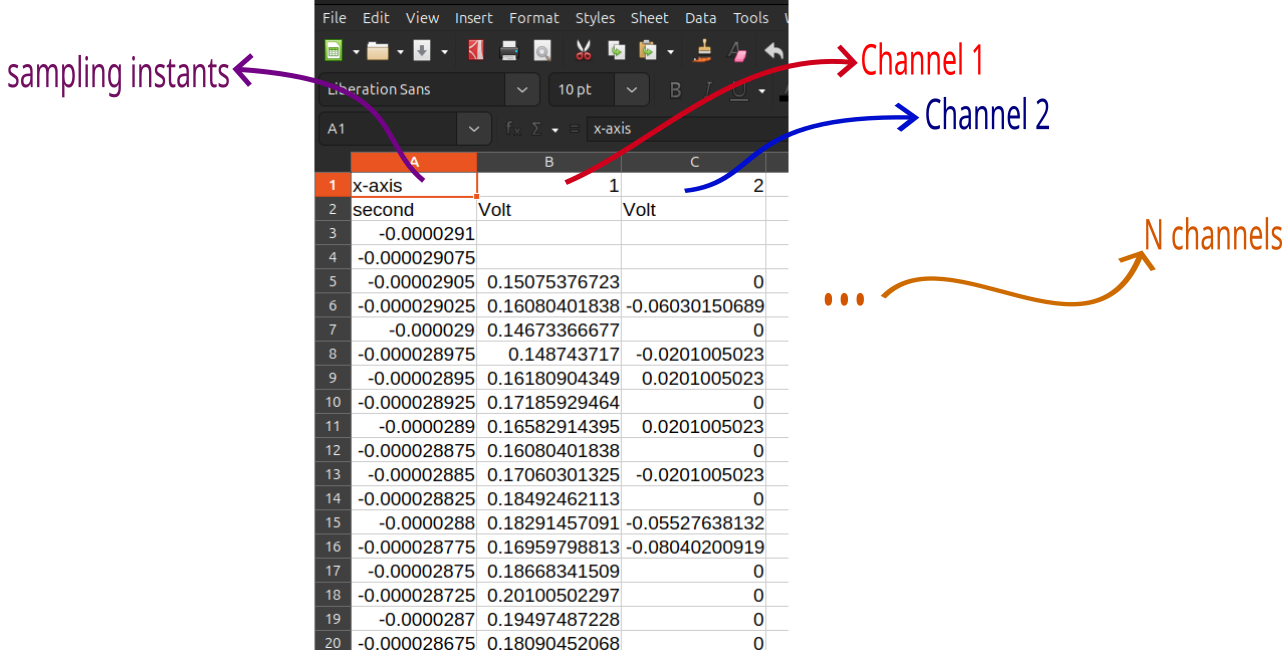 File Edit View Insert Format Styles Sheet Data Tools
sampling instants
Channel 1
Liberation Sans 10 pt B I U
Channel 2
A1 fx Σ = x-axis
A B C
1 x-axis 1 2
2 second Volt Volt
3 -0.0000291
4 -0.000029075
5 -0.00002905 0.15075376723 0
6 -0.000029025 0.16080401838 -0.06030150689
7 -0.000029 0.14673366677 0
8 -0.000028975 0.148743717 -0.0201005023
9 -0.00002895 0.16180904349 0.0201005023
10 -0.000028925 0.17185929464 0
11 -0.0000289 0.16582914395 0.0201005023
12 -0.000028875 0.16080401838 0
13 -0.00002885 0.17060301325 -0.0201005023
14 -0.000028825 0.18492462113 0
15 -0.0000288 0.18291457091 -0.05527638132
16 -0.000028775 0.16959798813 -0.08040200919
17 -0.00002875 0.18668341509 0
18 -0.000028725 0.20100502297 0
19 -0.0000287 0.19497487228 0
20 -0.000028675 0.18090452068 0
N channels
...